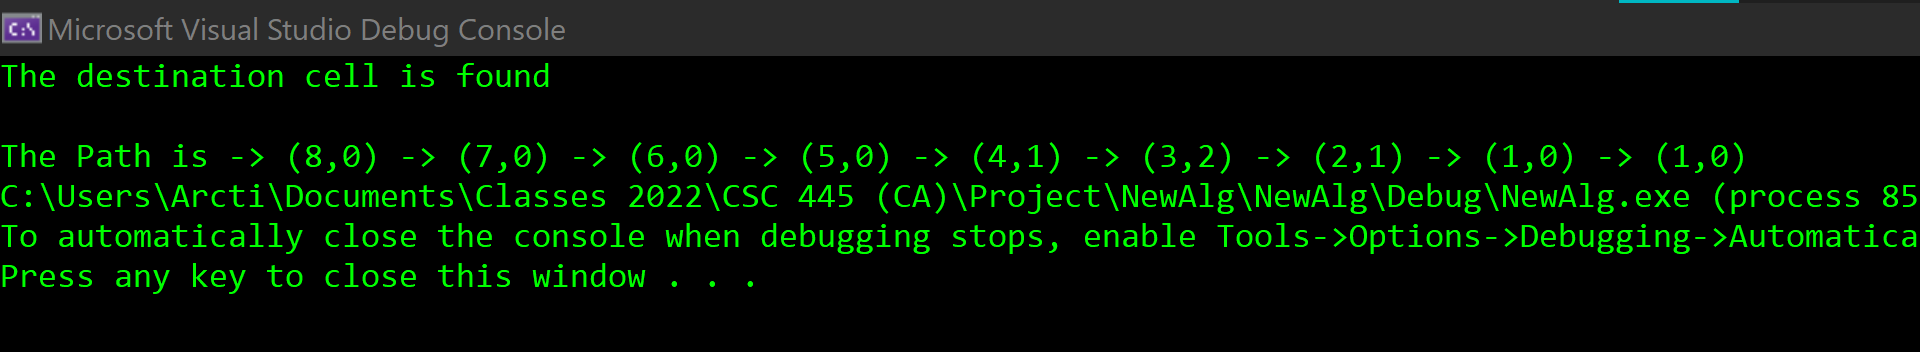 C:\
Microsoft Visual Studio Debug Console
The destination cell is found
The Path is -> (8,0) -> (7,0) -> (6,0) -> (5,0) -> (4,1) -> (3,2) -> (2,1) -> (1,0) -> (1,0)
C:\Users\Arcti\Documents\Classes 2022\CSC 445 (CA)\Project\NewAlg\NewAlg\Debug\NewAlg.exe (process 85
To automatically close the console when debugging stops, enable Tools->Options->Debugging->Automatica
Press any key to close this window . . .